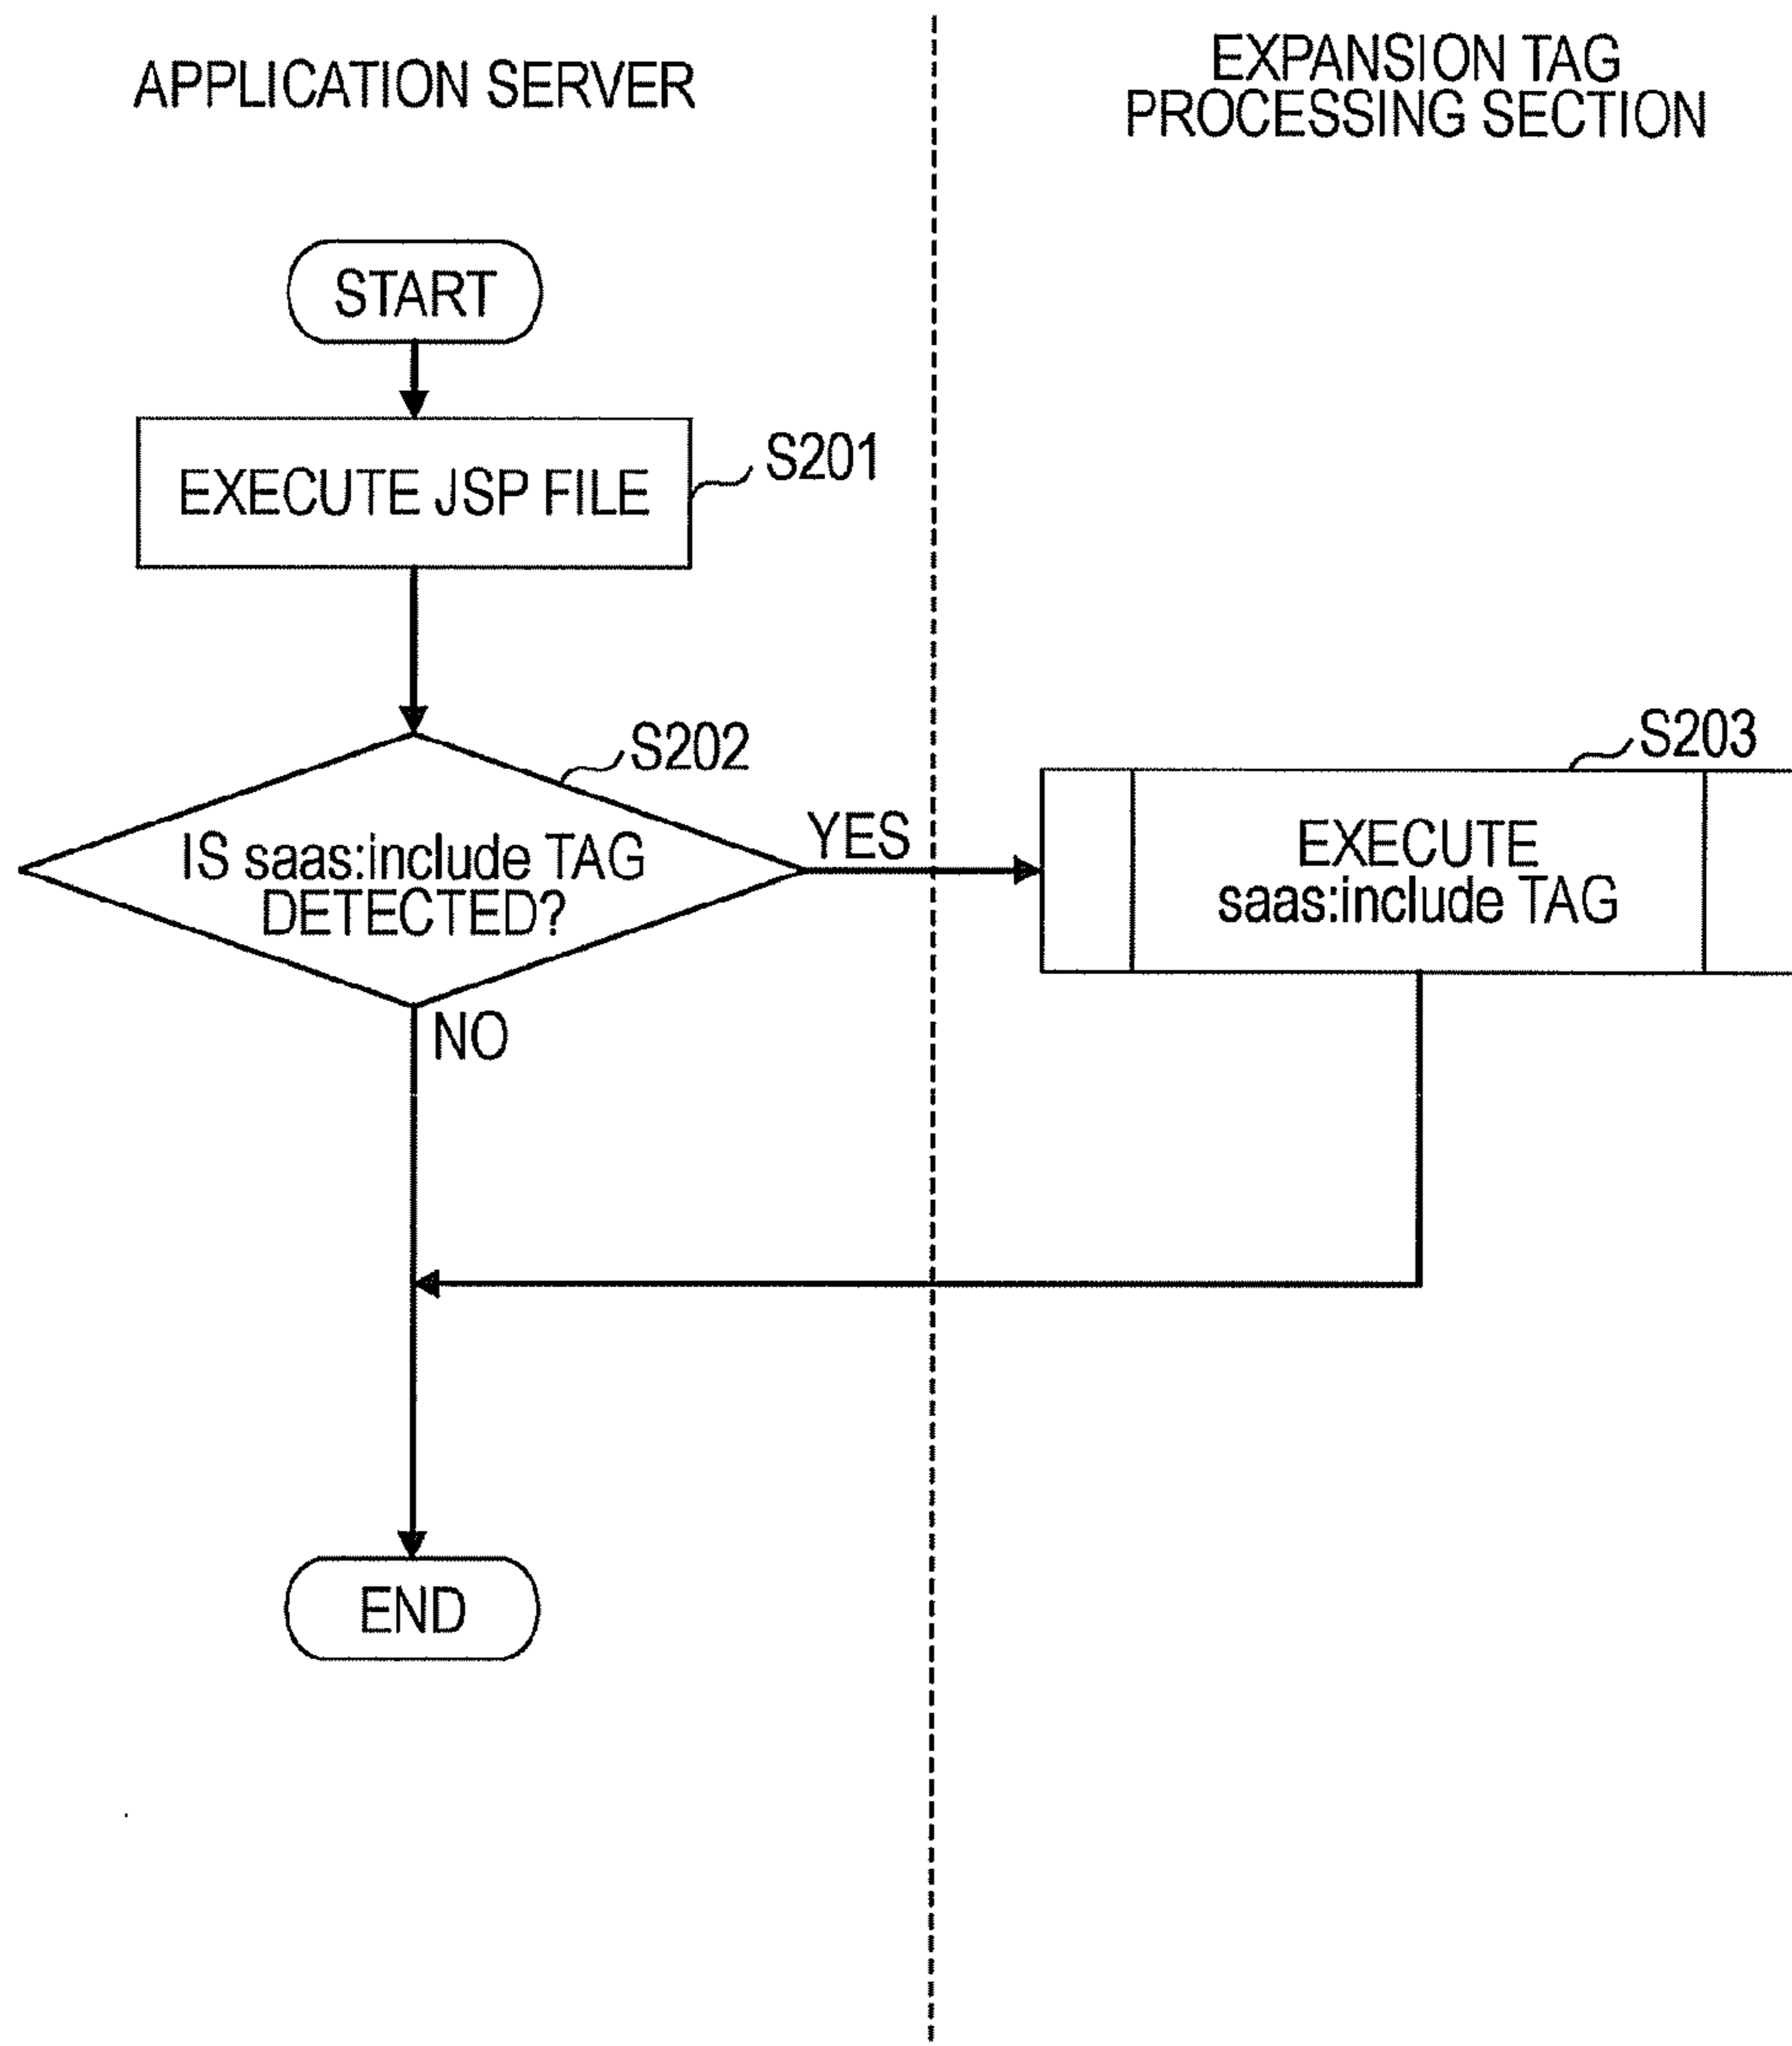 APPLICATION SERVER
EXPANSION TAG
PROCESSING SECTION
START
EXECUTE JSP FILE
S201
S202
IS saas:include TAG
DETECTED?
YES
NO
S203
EXECUTE
saas:include TAG
END